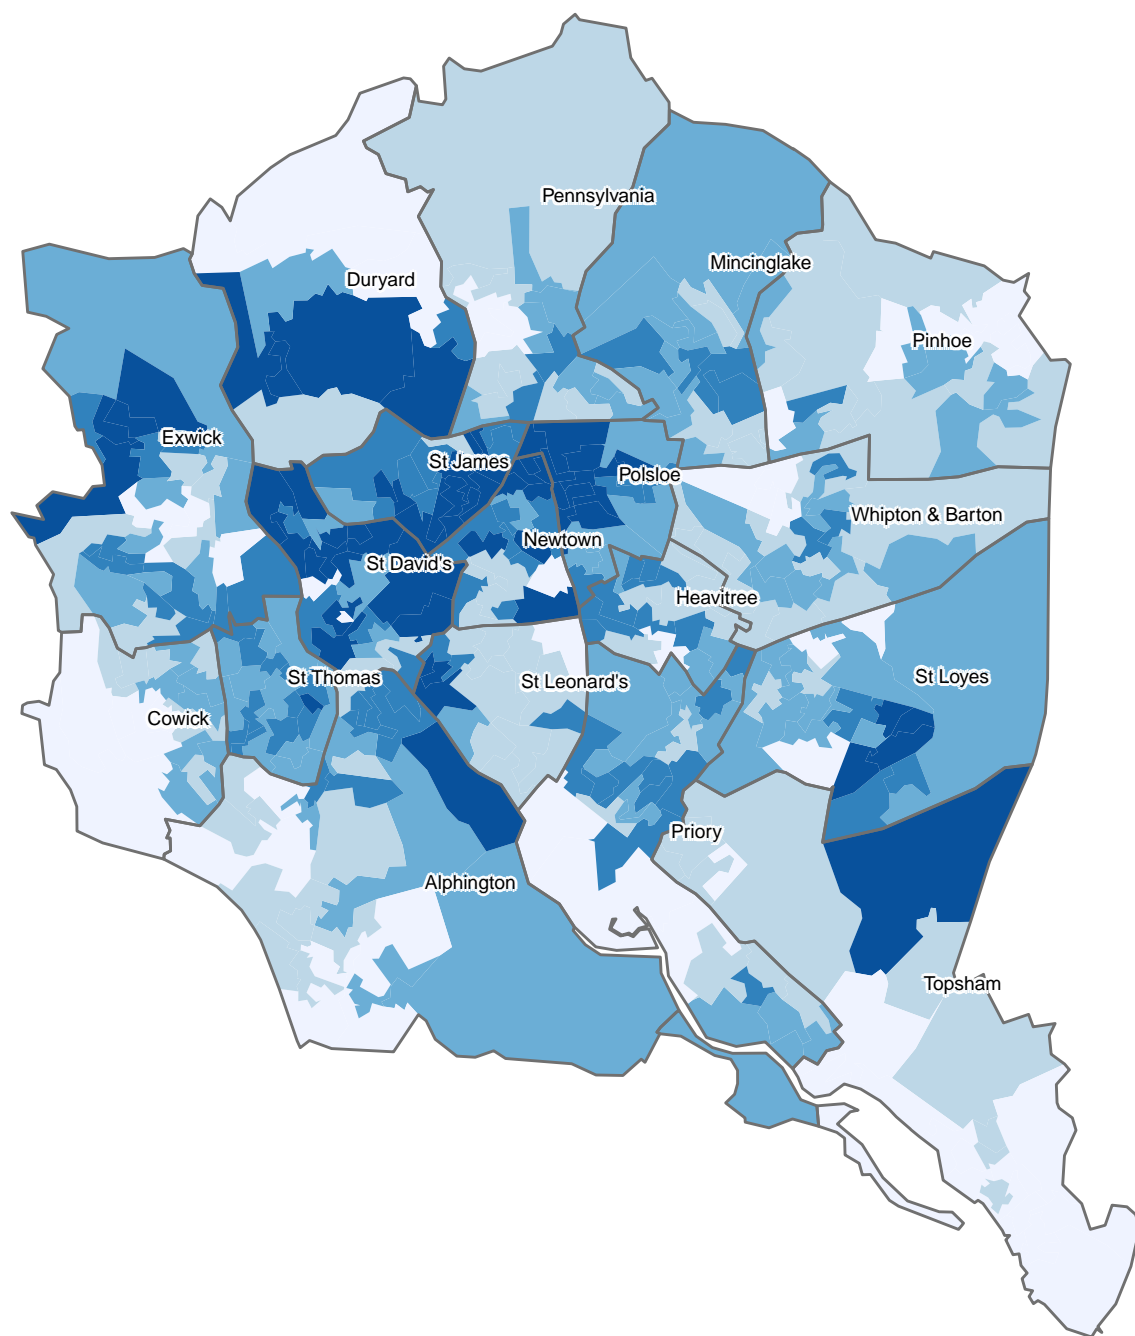 Pennsylvania
Mincinglake
Duryard
Pinhoe
Exwick
St James
Polsloe
Whipton & Barton
Newtown
St David's
Heavitree
St Thomas
St Leonard's
St Loyes
Cowick
Priory
Alphington
Topsham